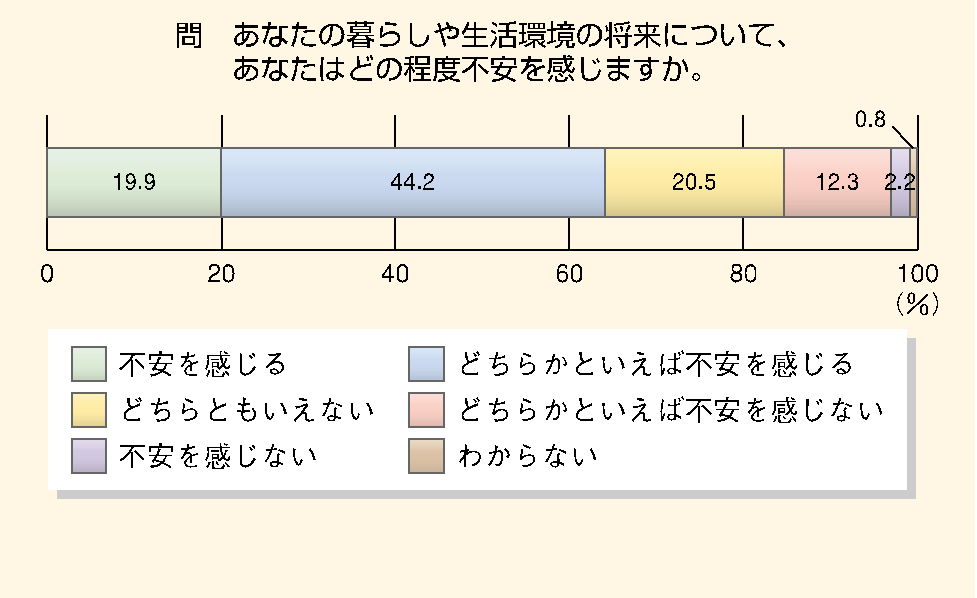 問 あなたの暮らしや生活環境の将来について、
あなたはどの程度不安を感じますか。
0.8
19.9 44.2 20.5 12.3 2.2
0 20 40 60 80 100
(%)
不安を感じる どちらかといえば不安を感じる
どちらともいえない どちらかといえば不安を感じない
不安を感じない わからない